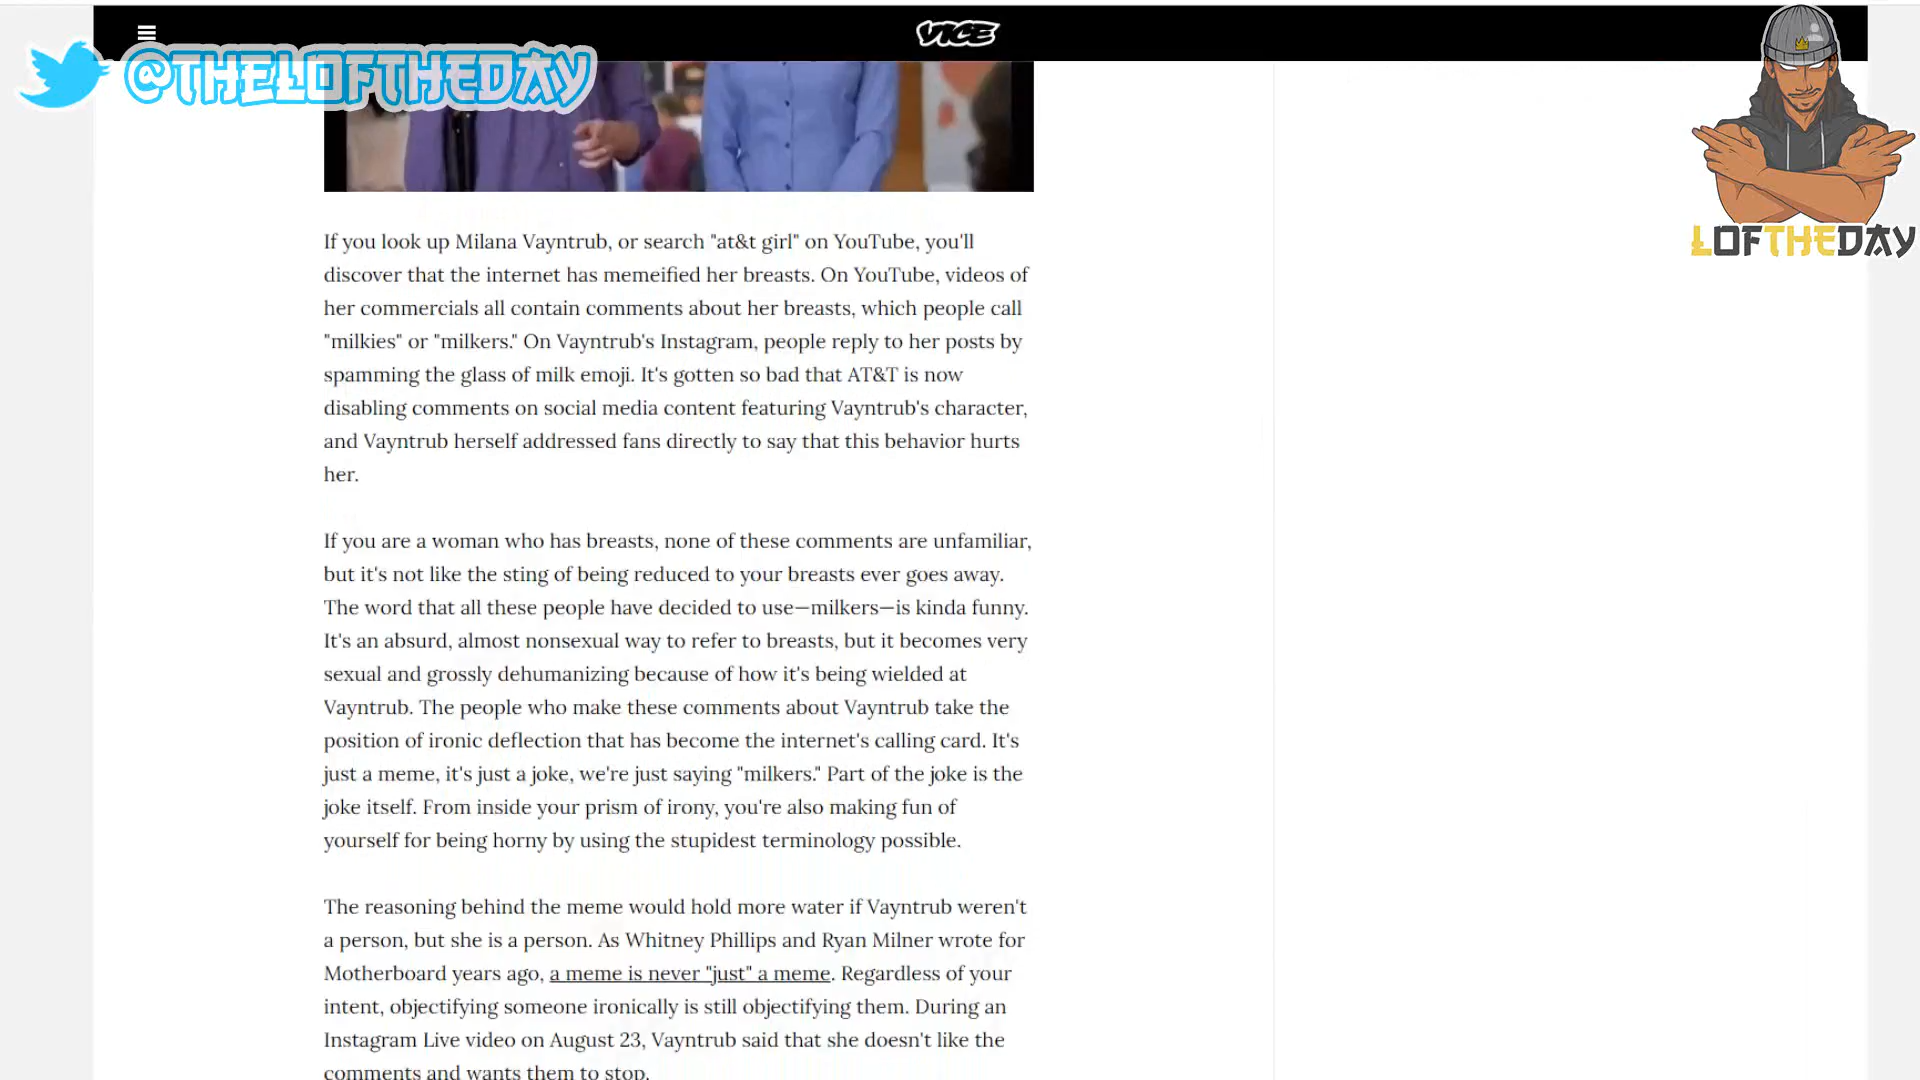 VICE
@THELOFTHEDAY
LOFTHEDAY
If you look up Milana Vayntrub, or search "at&t girl" on YouTube, you'll
discover that the internet has memeified her breasts. On YouTube, videos of
her commercials all contain comments about her breasts, which people call
"milkies" or "milkers." On Vayntrub's Instagram, people reply to her posts by
spamming the glass of milk emoji. It's gotten so bad that AT&T is now
disabling comments on social media content featuring Vayntrub's character,
and Vayntrub herself addressed fans directly to say that this behavior hurts
her.
If you are a woman who has breasts, none of these comments are unfamiliar,
but it's not like the sting of being reduced to your breasts ever goes away.
The word that all these people have decided to use—milkers—is kinda funny.
It's an absurd, almost nonsexual way to refer to breasts, but it becomes very
sexual and grossly dehumanizing because of how it's being wielded at
Vayntrub. The people who make these comments about Vayntrub take the
position of ironic deflection that has become the internet's calling card. It's
just a meme, it's just a joke, we're just saying "milkers." Part of the joke is the
joke itself. From inside your prism of irony, you're also making fun of
yourself for being horny by using the stupidest terminology possible.
The reasoning behind the meme would hold more water if Vayntrub weren't
a person, but she is a person. As Whitney Phillips and Ryan Milner wrote for
Motherboard years ago, a meme is never "just" a meme. Regardless of your
intent, objectifying someone ironically is still objectifying them. During an
Instagram Live video on August 23, Vayntrub said that she doesn't like the
comments and wants them to stop.